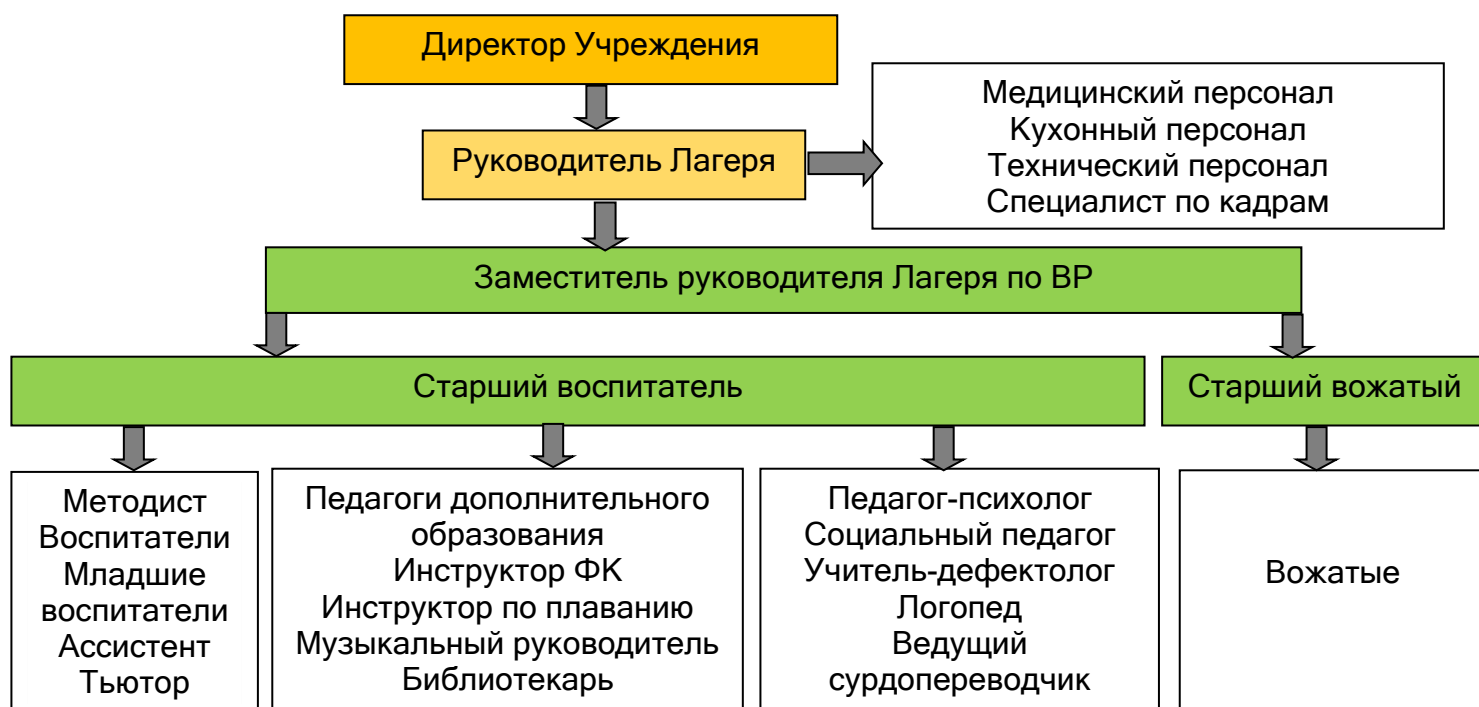 Директор Учреждения
Медицинский персонал
Кухонный персонал
Технический персонал
Специалист по кадрам
Руководитель Лагеря
Заместитель руководителя Лагеря по ВР
Старший воспитатель
Старший вожатый
Методист
Воспитатели
Младшие
воспитатели
Ассистент
Тьютор
Педагоги дополнительного
образования
Инструктор ФК
Инструктор по плаванию
Музыкальный руководитель
Библиотекарь
Педагог-психолог
Социальный педагог
Учитель-дефектолог
Логопед
Ведущий
сурдопереводчик
Вожатые